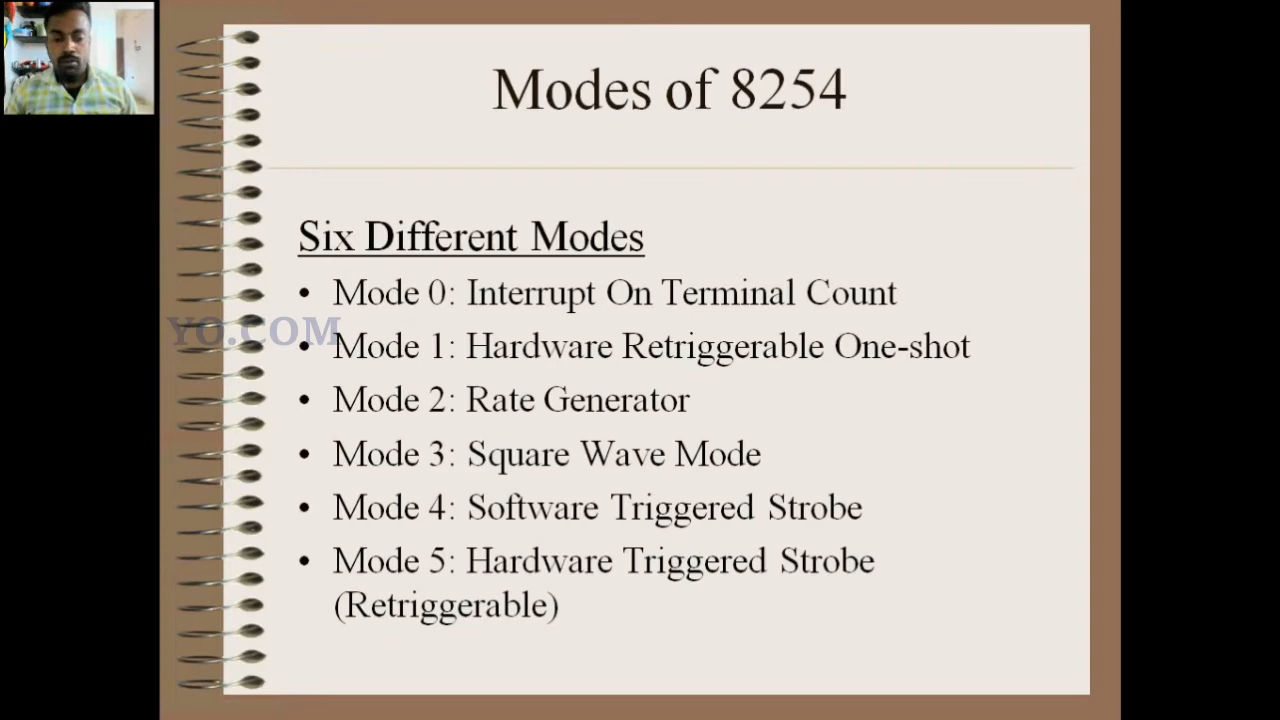 Modes of 8254
Six Different Modes
• Mode 0: Interrupt On Terminal Count
YO.COM
• Mode 1: Hardware Retriggerable One-shot
• Mode 2: Rate Generator
• Mode 3: Square Wave Mode
• Mode 4: Software Triggered Strobe
• Mode 5: Hardware Triggered Strobe
(Retriggerable)